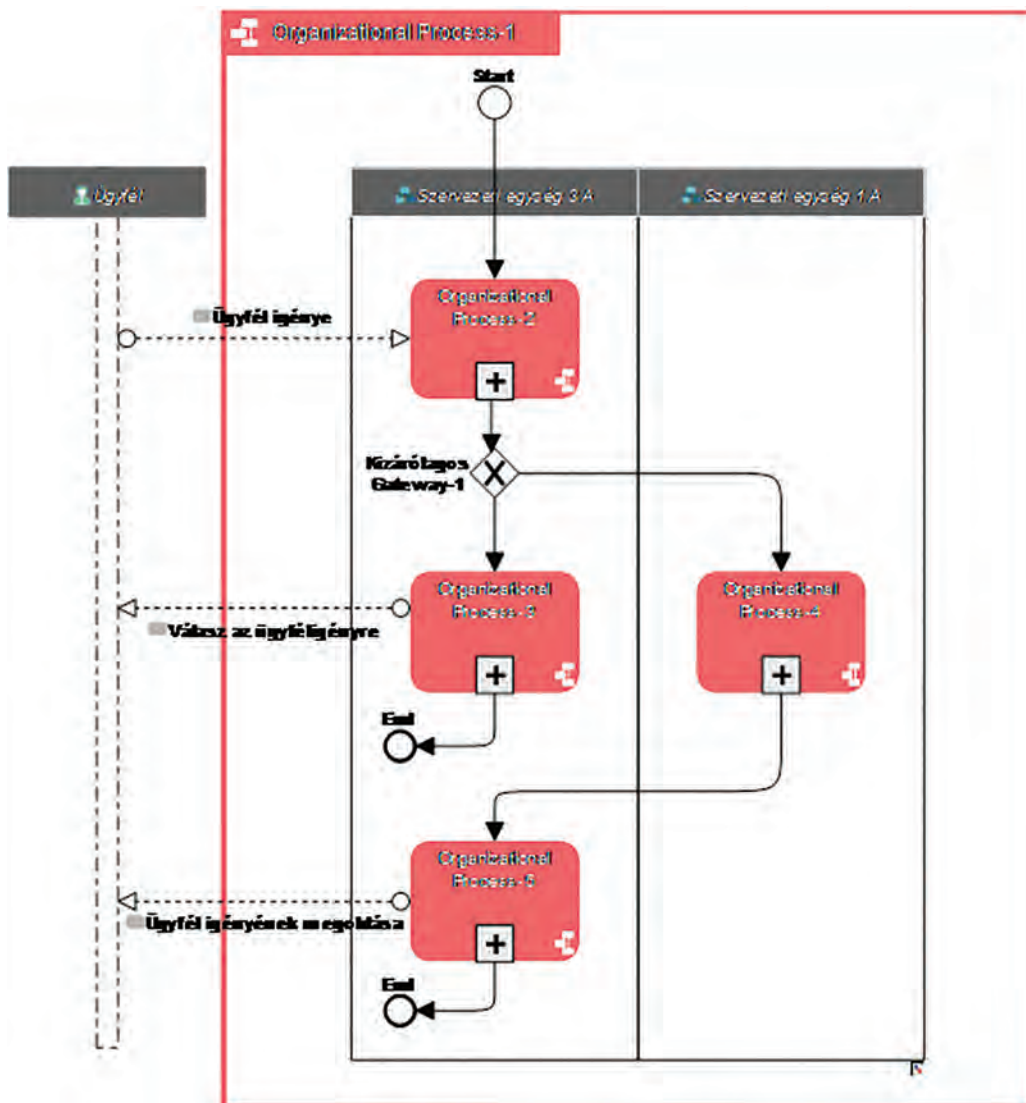 Organizational Process-1
Start
Ügyfél
Szervezeti egység 3 A
Szervezeti egység 1 A
Organizational
Process-2
Ügyfél igénye
Kizárólagos
Gateway-1
Organizational
Process-3
Organizational
Process-4
Válasz az ügyféligényre
End
Organizational
Process-5
Ügyfél igényének megoldása
End